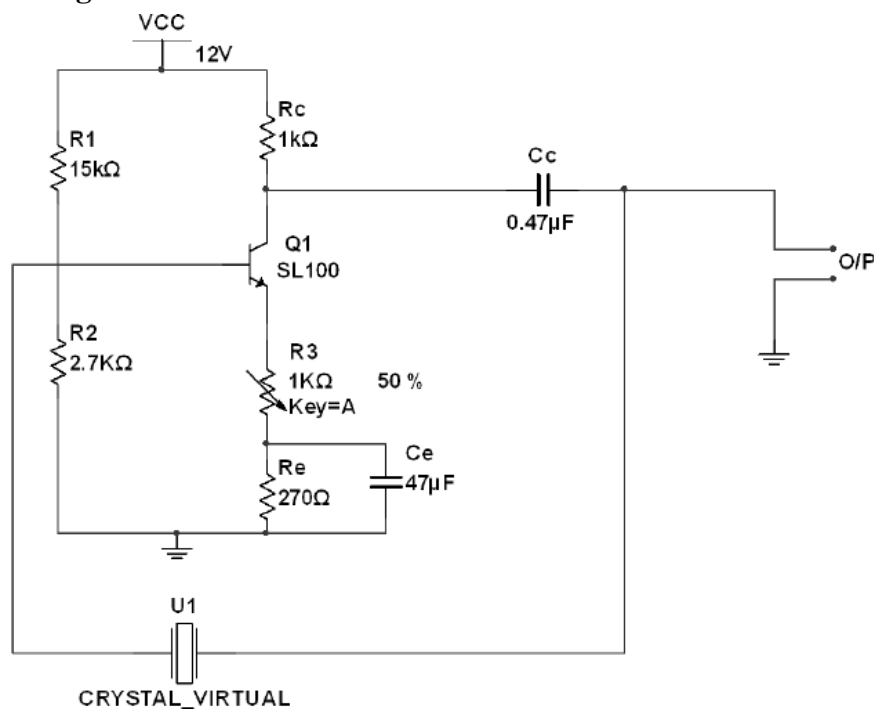 VCC
12V
Rc
1kΩ
R1
15kΩ
Cc
0.47µF
Q1
SL100
O/P
R2
2.7KΩ
R3
1KΩ 50 %
Key=A
Ce
47µF
Re
270Ω
U1
CRYSTAL_VIRTUAL